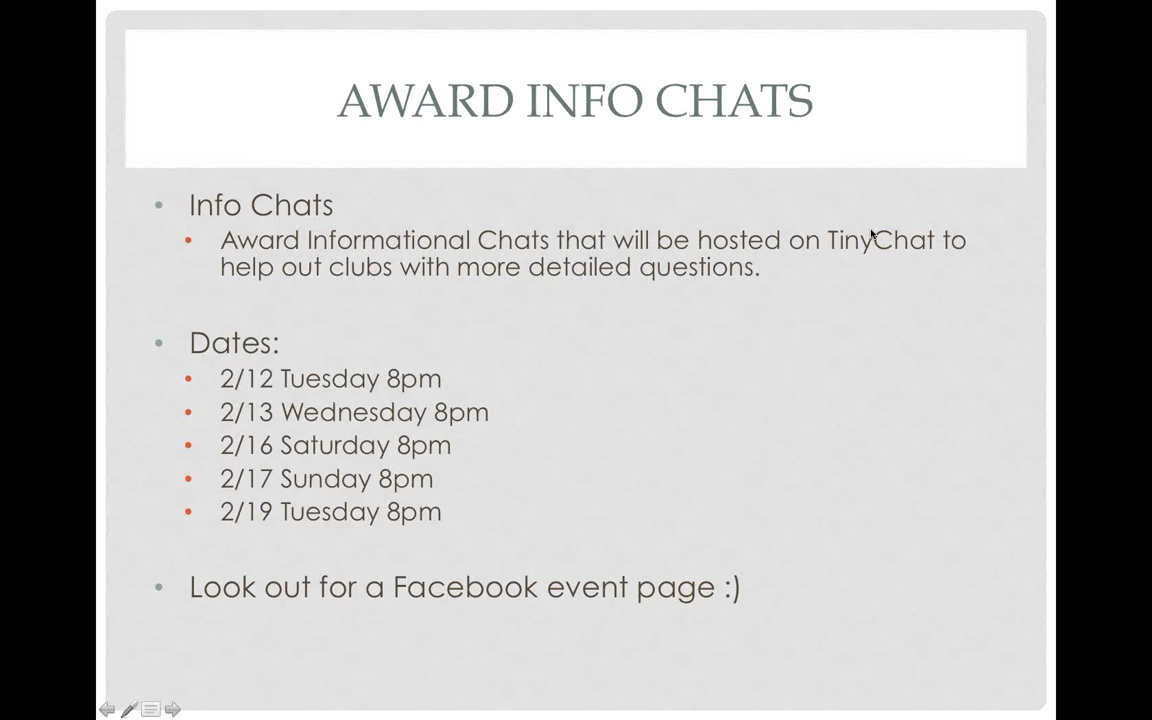 AWARD INFO CHATS
• Info Chats
• Award Informational Chats that will be hosted on TinyChat to
help out clubs with more detailed questions.
• Dates:
• 2/12 Tuesday 8pm
• 2/13 Wednesday 8pm
• 2/16 Saturday 8pm
• 2/17 Sunday 8pm
• 2/19 Tuesday 8pm
• Look out for a Facebook event page :)